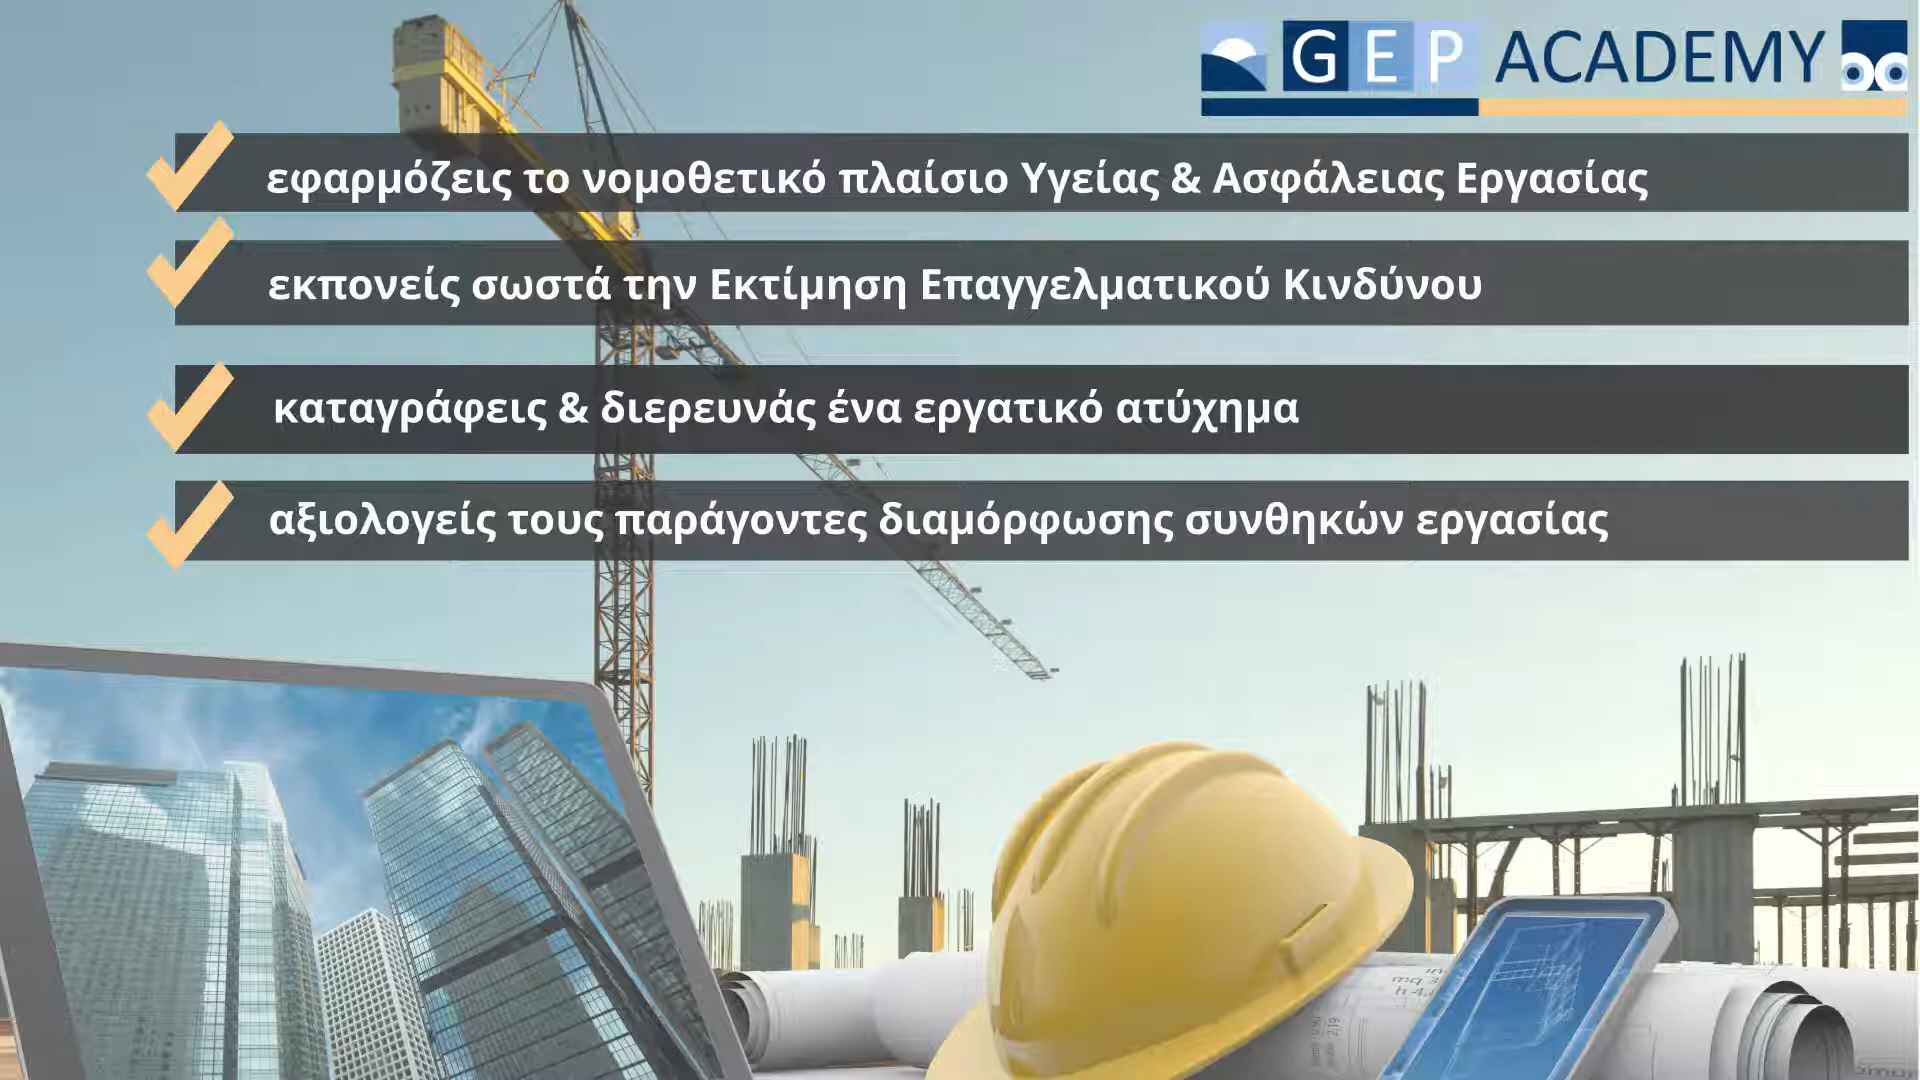 GEP ACADEMY
εφαρμόζεις το νομοθετικό πλαίσιο Υγείας & Ασφάλειας Εργασίας
εκπονείς σωστά την Εκτίμηση Επαγγελματικού Κινδύνου
καταγράφεις & διερευνάς ένα εργατικό ατύχημα
αξιολογείς τους παράγοντες διαμόρφωσης συνθηκών εργασίας